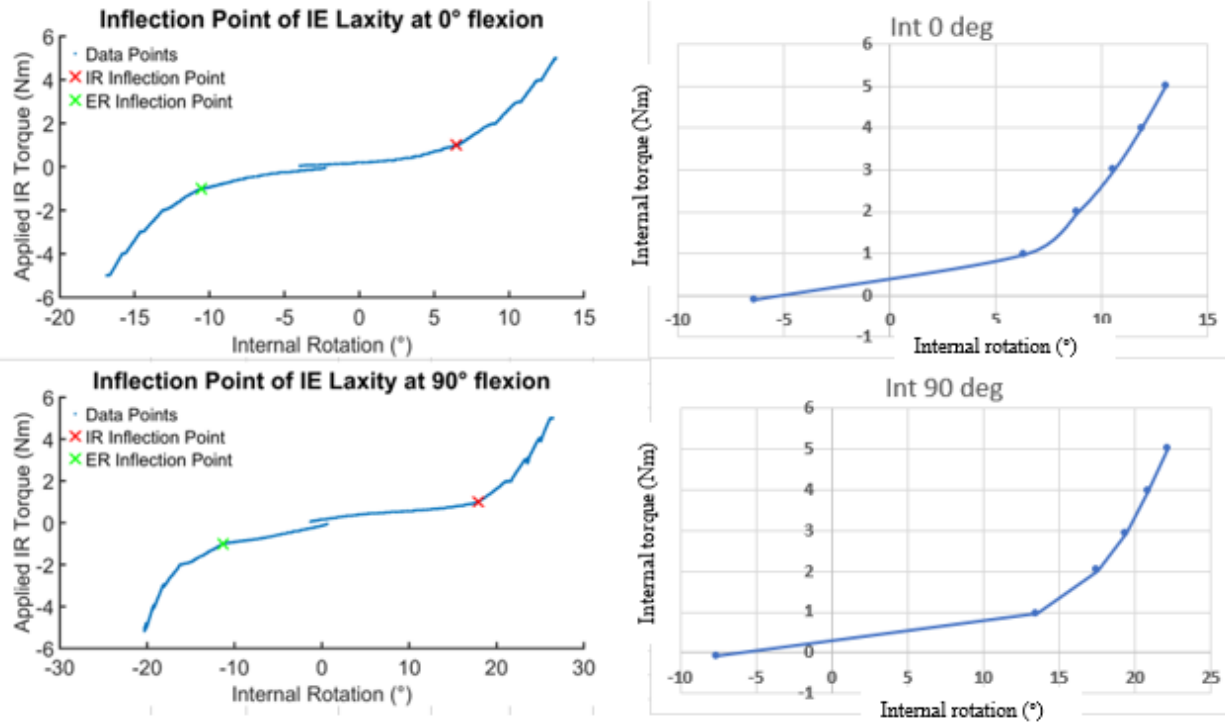 Inflection Point of IE Laxity at 0° flexion
Applied IR Torque (Nm)
6
4
2
0
-2
-4
-6
Data Points
IR Inflection Point
ER Inflection Point
-20 -15 -10 -5 0 5 10 15
Internal Rotation (°)
Int 0 deg
Internal torque (Nm)
6
5
4
3
2
1
0
-1
-10 -5 0 5 10 15
Internal rotation (°)
Inflection Point of IE Laxity at 90° flexion
Applied IR Torque (Nm)
6
4
2
0
-2
-4
-6
Data Points
IR Inflection Point
ER Inflection Point
-30 -20 -10 0 10 20 30
Internal Rotation (°)
Int 90 deg
Internal torque (Nm)
6
5
4
3
2
1
0
-1
-10 -5 0 5 10 15 20 25
Internal rotation (°)